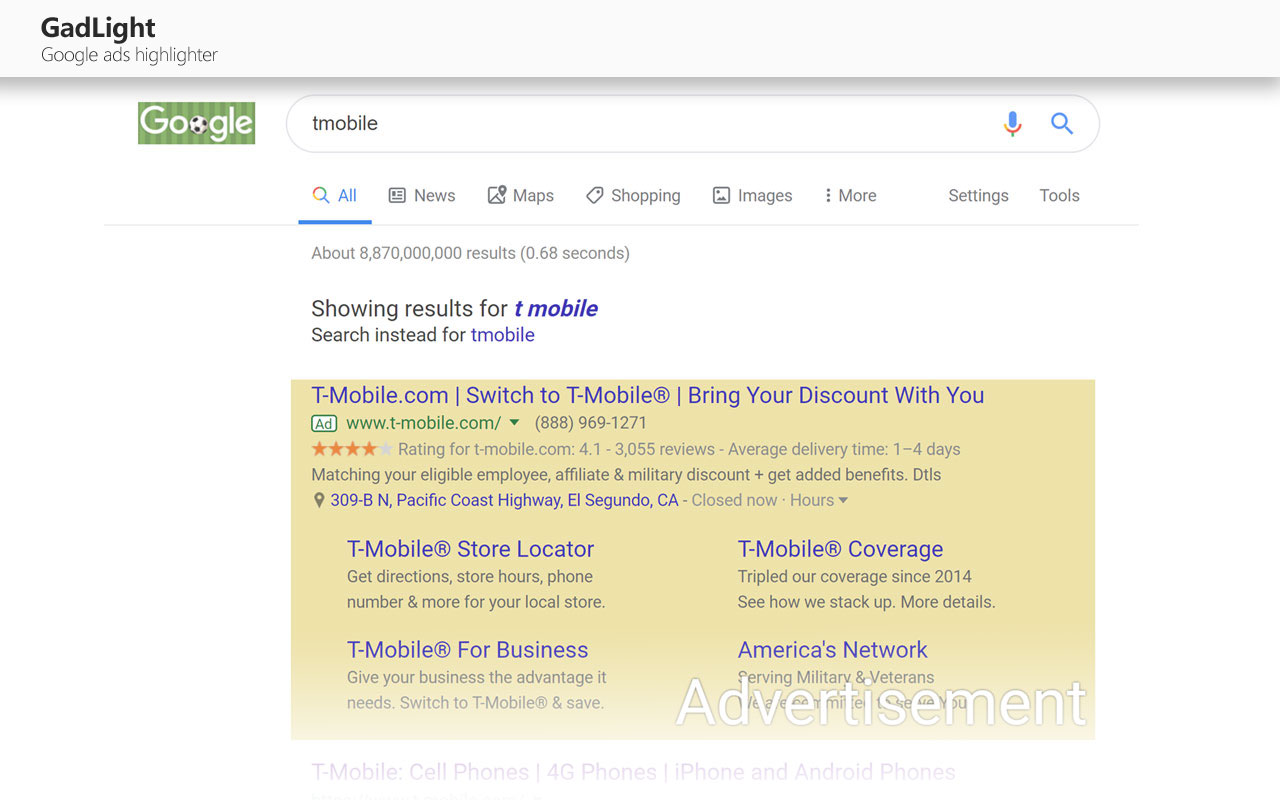 GadLight
Google ads highlighter
Google
tmobile
All News Maps Shopping Images More Settings Tools
About 8,870,000,000 results (0.68 seconds)
Showing results for t mobile
Search instead for tmobile
T-Mobile.com | Switch to T-Mobile® | Bring Your Discount With You
Ad www.t-mobile.com/ (888) 969-1271
Rating for t-mobile.com: 4.1 - 3,055 reviews - Average delivery time: 1–4 days
Matching your eligible employee, affiliate & military discount + get added benefits. Dtls
309-B N, Pacific Coast Highway, El Segundo, CA - Closed now · Hours
T-Mobile® Store Locator
Get directions, store hours, phone
number & more for your local store.
T-Mobile® Coverage
Tripled our coverage since 2014
See how we stack up. More details.
T-Mobile® For Business
Give your business the advantage it
needs. Switch to T-Mobile® & save.
America's Network
Serving Military & Veterans
We are committed to serve You
Advertisement
T-Mobile: Cell Phones | 4G Phones | iPhone and Android Phones